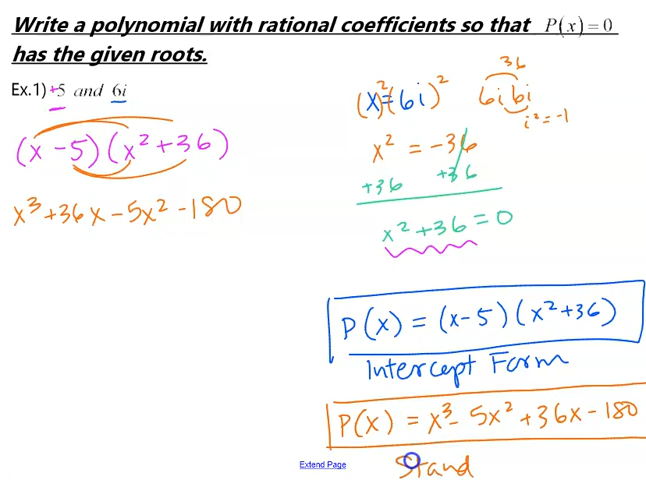 Write a polynomial with rational coefficients so that P(x) = 0
has the given roots.
Ex.1) +5 and 6i
(x - 5)(x² + 36)
x³ + 36x - 5x² - 180
(x)² = (6i)²
36
6i 6i
i² = -1
x² = -36
+36 +36
x² + 36 = 0
P(x) = (x - 5)(x² + 36)
Intercept Form
P(x) = x³ - 5x² + 36x - 180
Stand
Extend Page